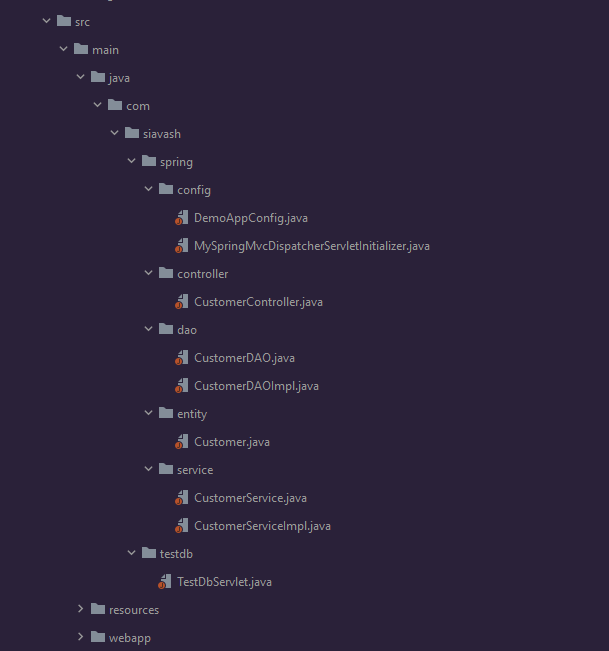 src
main
java
com
siavash
spring
config
DemoAppConfig.java
MySpringMvcDispatcherServletInitializer.java
controller
CustomerController.java
dao
CustomerDAO.java
CustomerDAOImpl.java
entity
Customer.java
service
CustomerService.java
CustomerServiceImpl.java
testdb
TestDbServlet.java
resources
webapp